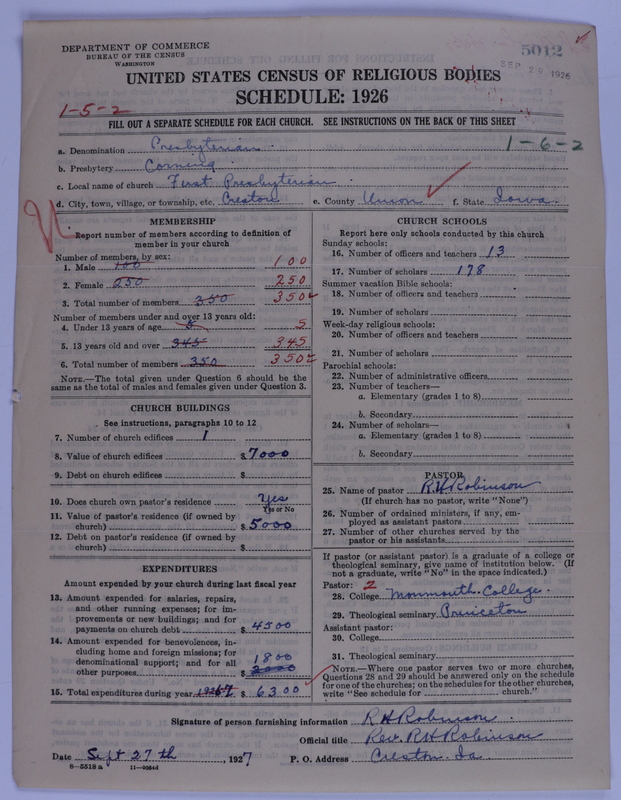 DEPARTMENT OF COMMERCE
BUREAU OF THE CENSUS
WASHINGTON
5012
SEP 29 1926
UNITED STATES CENSUS OF RELIGIOUS BODIES
SCHEDULE: 1926
1-5-2
FILL OUT A SEPARATE SCHEDULE FOR EACH CHURCH. SEE INSTRUCTIONS ON THE BACK OF THIS SHEET
1-6-2
a. Denomination Presbyterian
b. Presbytery Corning
c. Local name of church First Presbyterian
d. City, town, village, or township, etc. Creston e. County Union f. State Iowa
MEMBERSHIP
Report number of members according to definition of
member in your church
Number of members, by sex:
1. Male 100 100
2. Female 250 250
3. Total number of members 350 350
Number of members under and over 13 years old:
4. Under 13 years of age 5 5
5. 13 years old and over 345 345
6. Total number of members 350 350
NOTE.—The total given under Question 6 should be the
same as the total of males and females given under Question 3.
CHURCH BUILDINGS
See instructions, paragraphs 10 to 12
7. Number of church edifices 1
8. Value of church edifices $7000
9. Debt on church edifices $
10. Does church own pastor's residence Yes
Yes or No
11. Value of pastor's residence (if owned by
church) $5000
12. Debt on pastor's residence (if owned by
church) $
EXPENDITURES
Amount expended by your church during last fiscal year
13. Amount expended for salaries, repairs,
and other running expenses; for im-
provements or new buildings; and for
payments on church debt $4500
14. Amount expended for benevolences, in-
cluding home and foreign missions; for
denominational support; and for all 1800
other purposes $2000
15. Total expenditures during year $6300
CHURCH SCHOOLS
Report here only schools conducted by this church
Sunday schools:
16. Number of officers and teachers 13
17. Number of scholars 178
Summer vacation Bible schools:
18. Number of officers and teachers
19. Number of scholars
Week-day religious schools:
20. Number of officers and teachers
21. Number of scholars
Parochial schools:
22. Number of administrative officers
23. Number of teachers—
a. Elementary (grades 1 to 8)
b. Secondary
24. Number of scholars—
a. Elementary (grades 1 to 8)
b. Secondary
PASTOR
25. Name of pastor R.H. Robinson
(If church has no pastor, write "None")
26. Number of ordained ministers, if any, em-
ployed as assistant pastors
27. Number of other churches served by the
pastor or his assistants
If pastor (or assistant pastor) is a graduate of a college or
theological seminary, give name of institution below. (If
not a graduate, write "No" in the space indicated.)
Pastor: 2
28. College Monmouth College.
29. Theological seminary Princeton
Assistant pastor:
30. College
31. Theological seminary
NOTE.—Where one pastor serves two or more churches,
Questions 28 and 29 should be answered only on the schedule
for one of the churches; on the schedules for the other churches,
write "See schedule for church."
Signature of person furnishing information R H Robinson
Official title Rev. R H Robinson
Date Sept 27th, 1927 P. O. Address Creston Ia.
8-5518 a